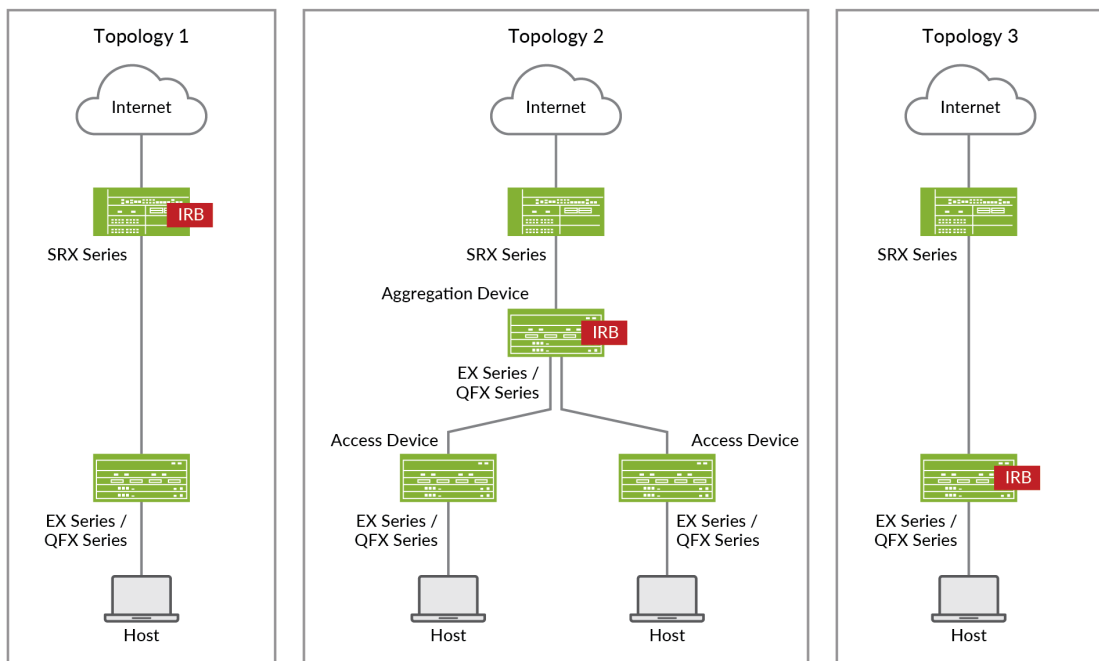 Topology 1
Internet
IRB
SRX Series
EX Series /
QFX Series
Host
Topology 2
Internet
SRX Series
Aggregation Device
IRB
EX Series /
QFX Series
Access Device
Access Device
EX Series /
QFX Series
EX Series /
QFX Series
Host
Host
Topology 3
Internet
SRX Series
IRB
EX Series /
QFX Series
Host